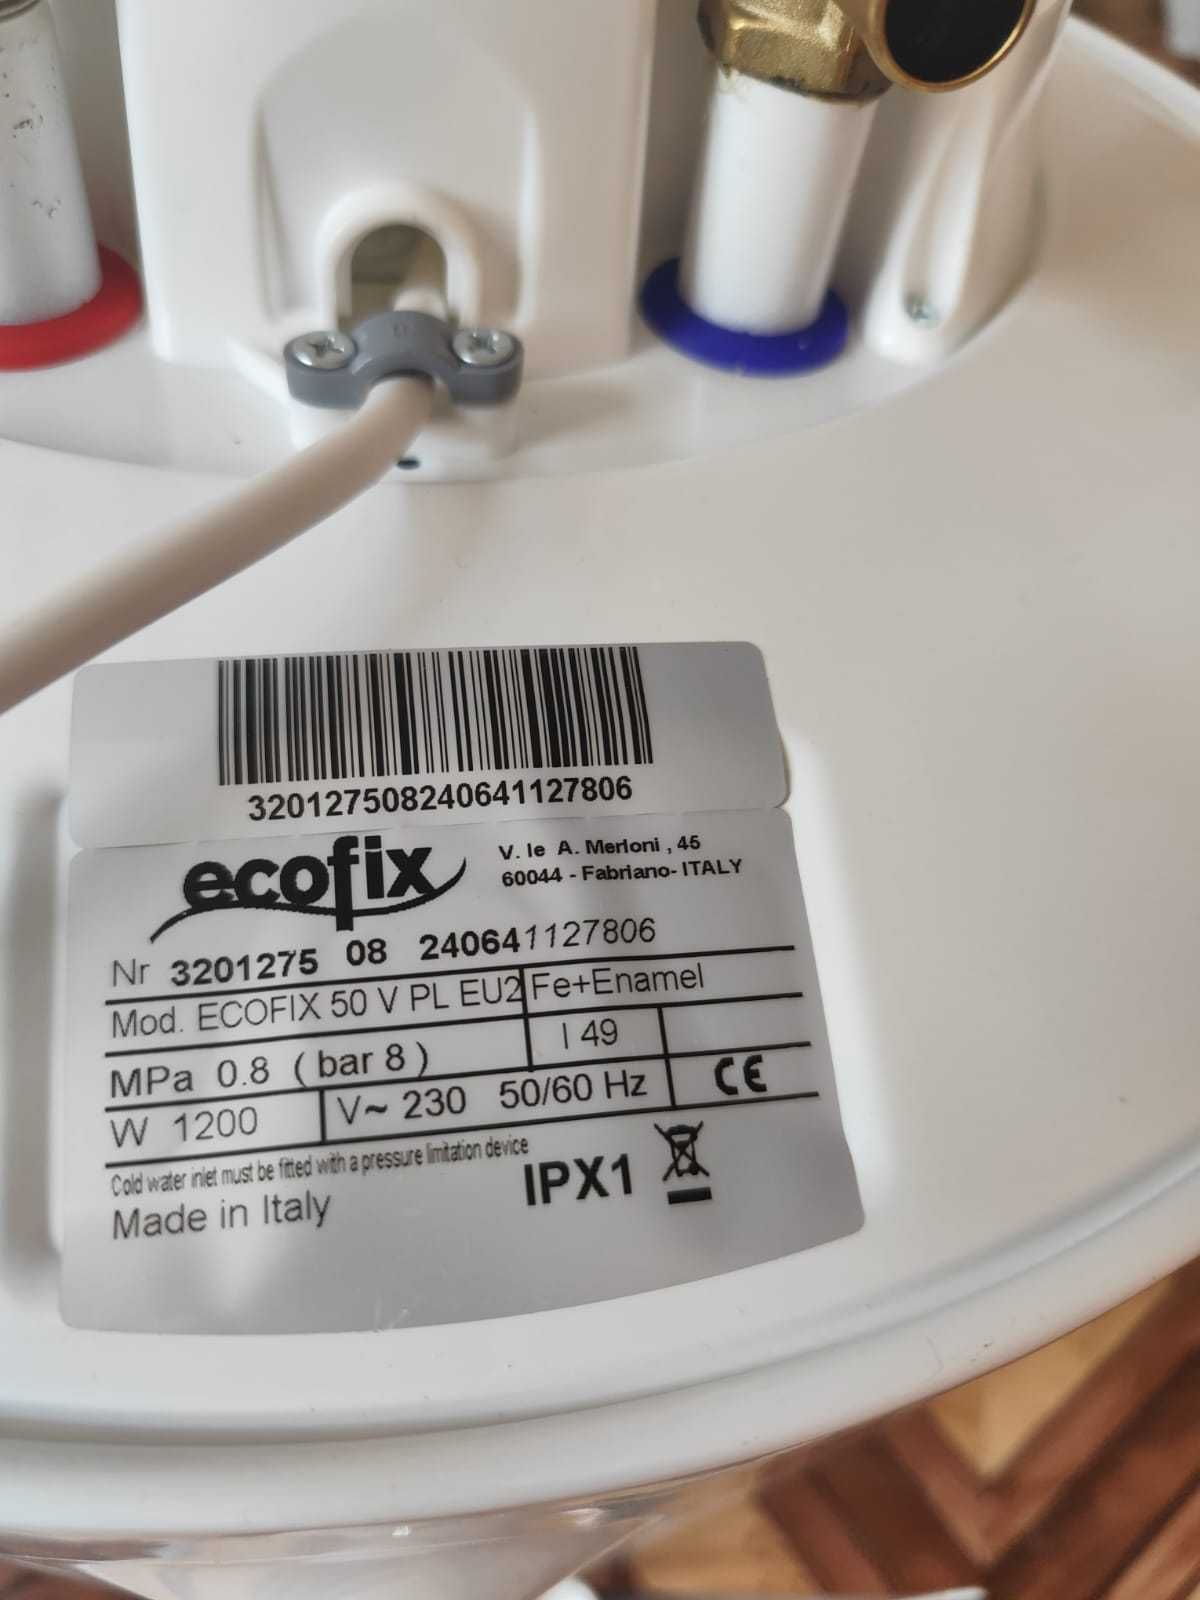 320127508240641127806
ecofix
V. le A. Merloni , 45
60044 - Fabriano- ITALY
Nr 3201275 08 240641127806
Mod. ECOFIX 50 V PL EU2 Fe+Enamel
MPa 0.8 ( bar 8 ) l 49
W 1200 V~ 230 50/60 Hz CE
Cold water inlet must be fitted with a pressure limitation device
Made in Italy IPX1